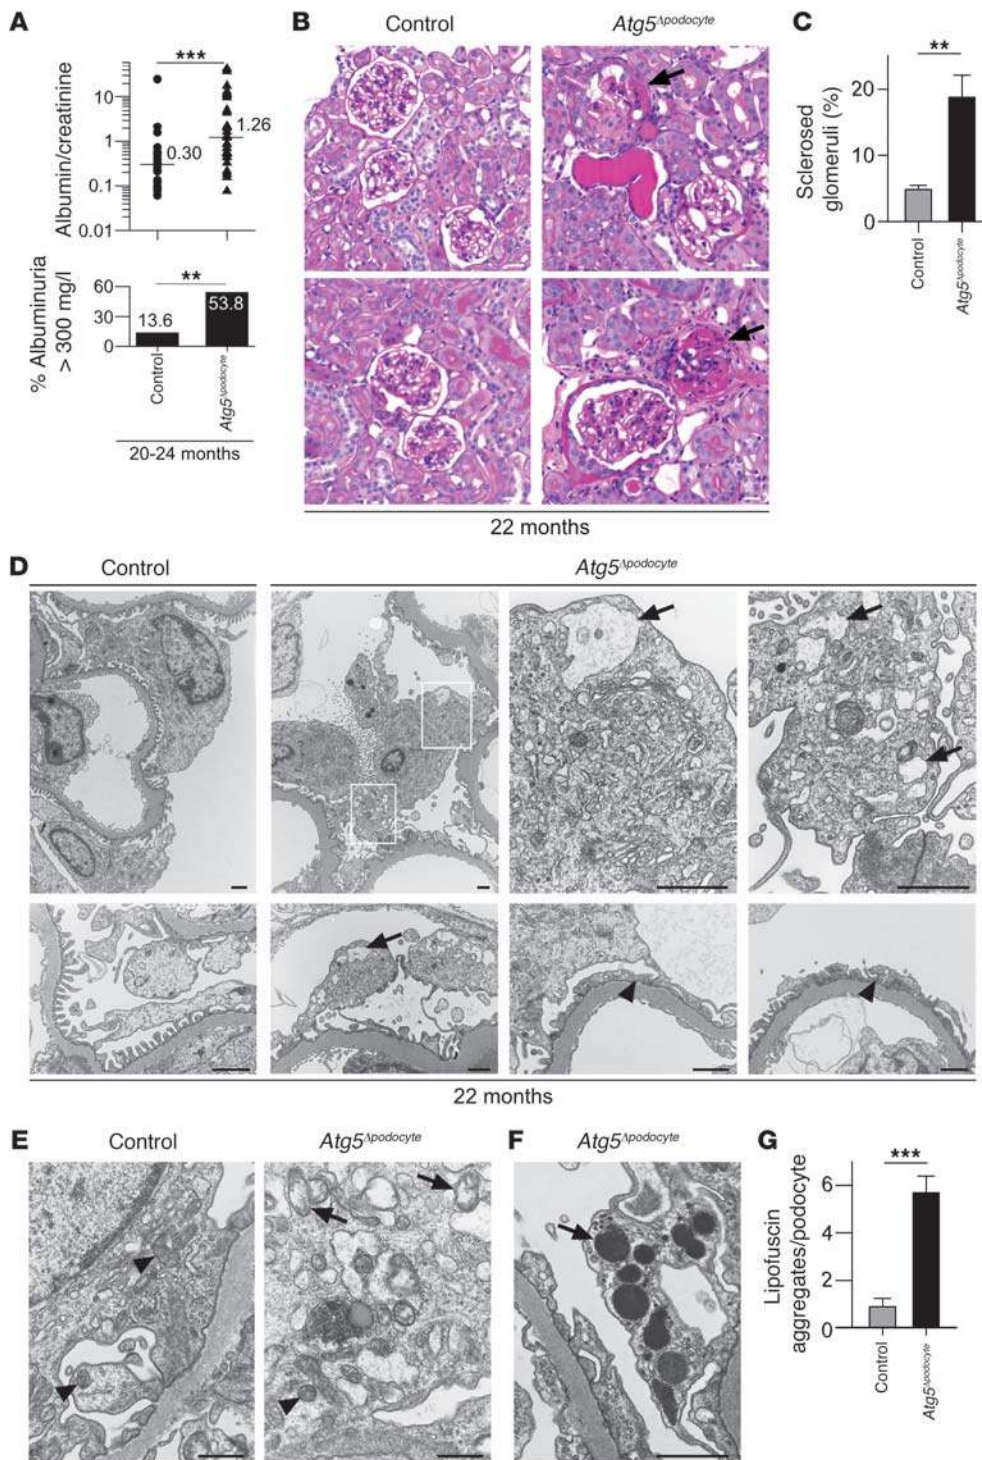 A
Albumin/creatinine
10
1
0.1
0.01
***
0.30
1.26
% Albuminuria
> 300 mg/l
60
30
0
**
13.6
53.8
Control
Atg5Δpodocyte
20-24 months
B
Control
Atg5Δpodocyte
22 months
C
Sclerosed
glomeruli (%)
20
10
0
**
Control
Atg5Δpodocyte
D
Control
Atg5Δpodocyte
22 months
E
Control
Atg5Δpodocyte
F
Atg5Δpodocyte
G
Lipofuscin
aggregates/podocyte
6
4
2
0
***
Control
Atg5Δpodocyte